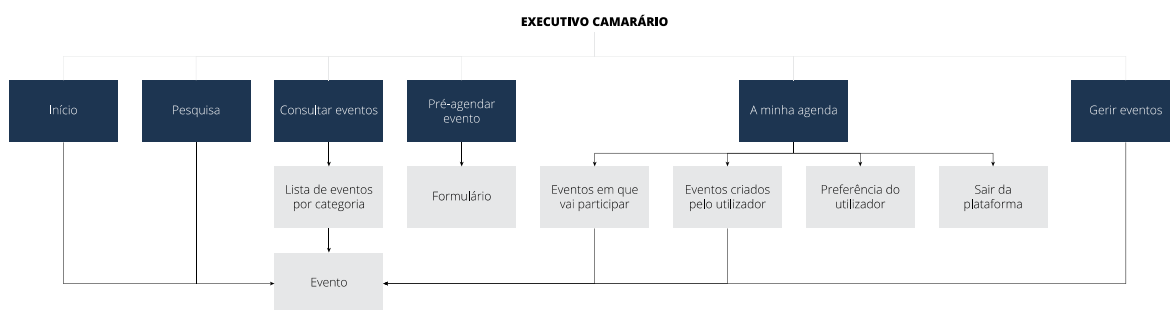 EXECUTIVO CAMARÁRIO
Início
Pesquisa
Consultar eventos
Pré-agendar
evento
A minha agenda
Gerir eventos
Lista de eventos
por categoria
Formulário
Eventos em que
vai participar
Eventos criados
pelo utilizador
Preferência do
utilizador
Sair da
plataforma
Evento